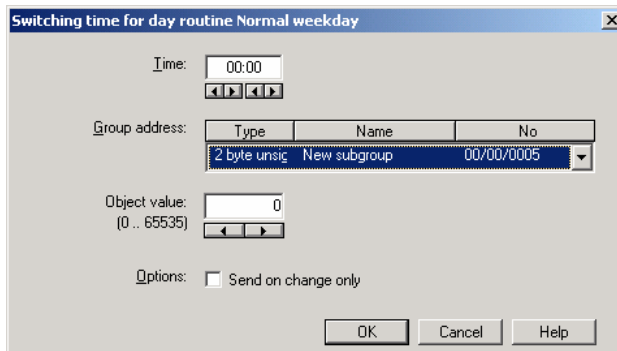 Switching time for day routine Normal weekday
Time: 00:00
Group address: Type Name No
2 byte unsig New subgroup 00/00/0005
Object value: 0
(0 .. 65535)
Options: Send on change only
OK Cancel Help